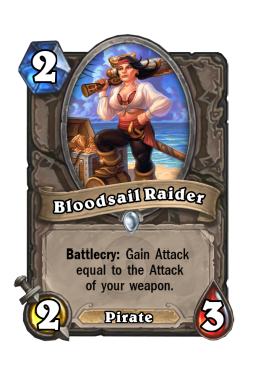 2
Bloodsail Raider
Battlecry: Gain Attack
equal to the Attack
of your weapon.
2
Pirate
3